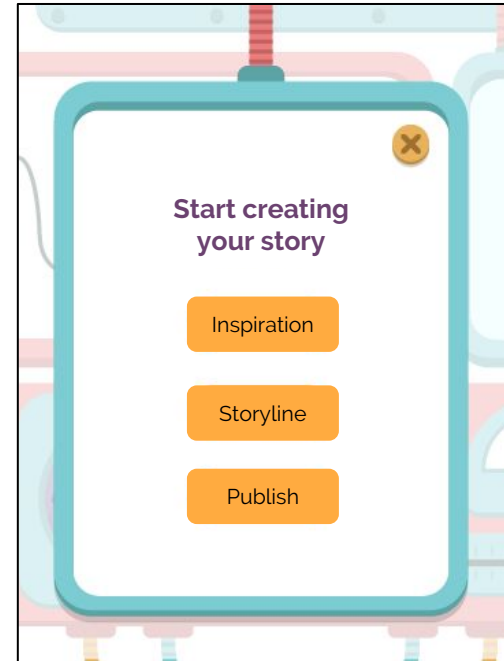 Start creating
your story
Inspiration
Storyline
Publish